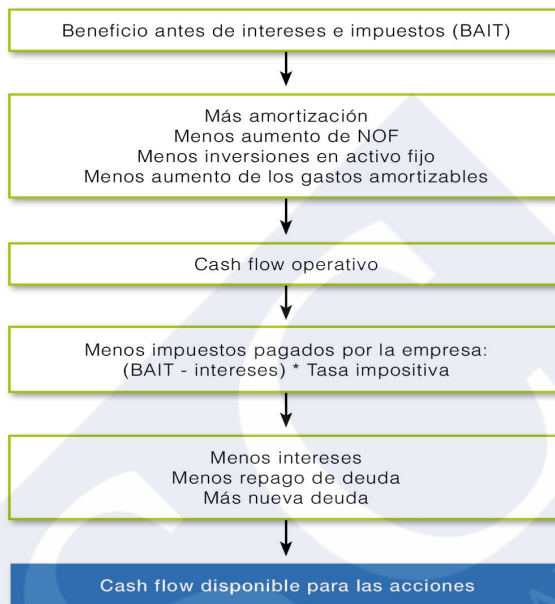 Beneficio antes de intereses e impuestos (BAIT)
Más amortización
Menos aumento de NOF
Menos inversiones en activo fijo
Menos aumento de los gastos amortizables
Cash flow operativo
Menos impuestos pagados por la empresa:
(BAIT - intereses) * Tasa impositiva
Menos intereses
Menos repago de deuda
Más nueva deuda
Cash flow disponible para las acciones